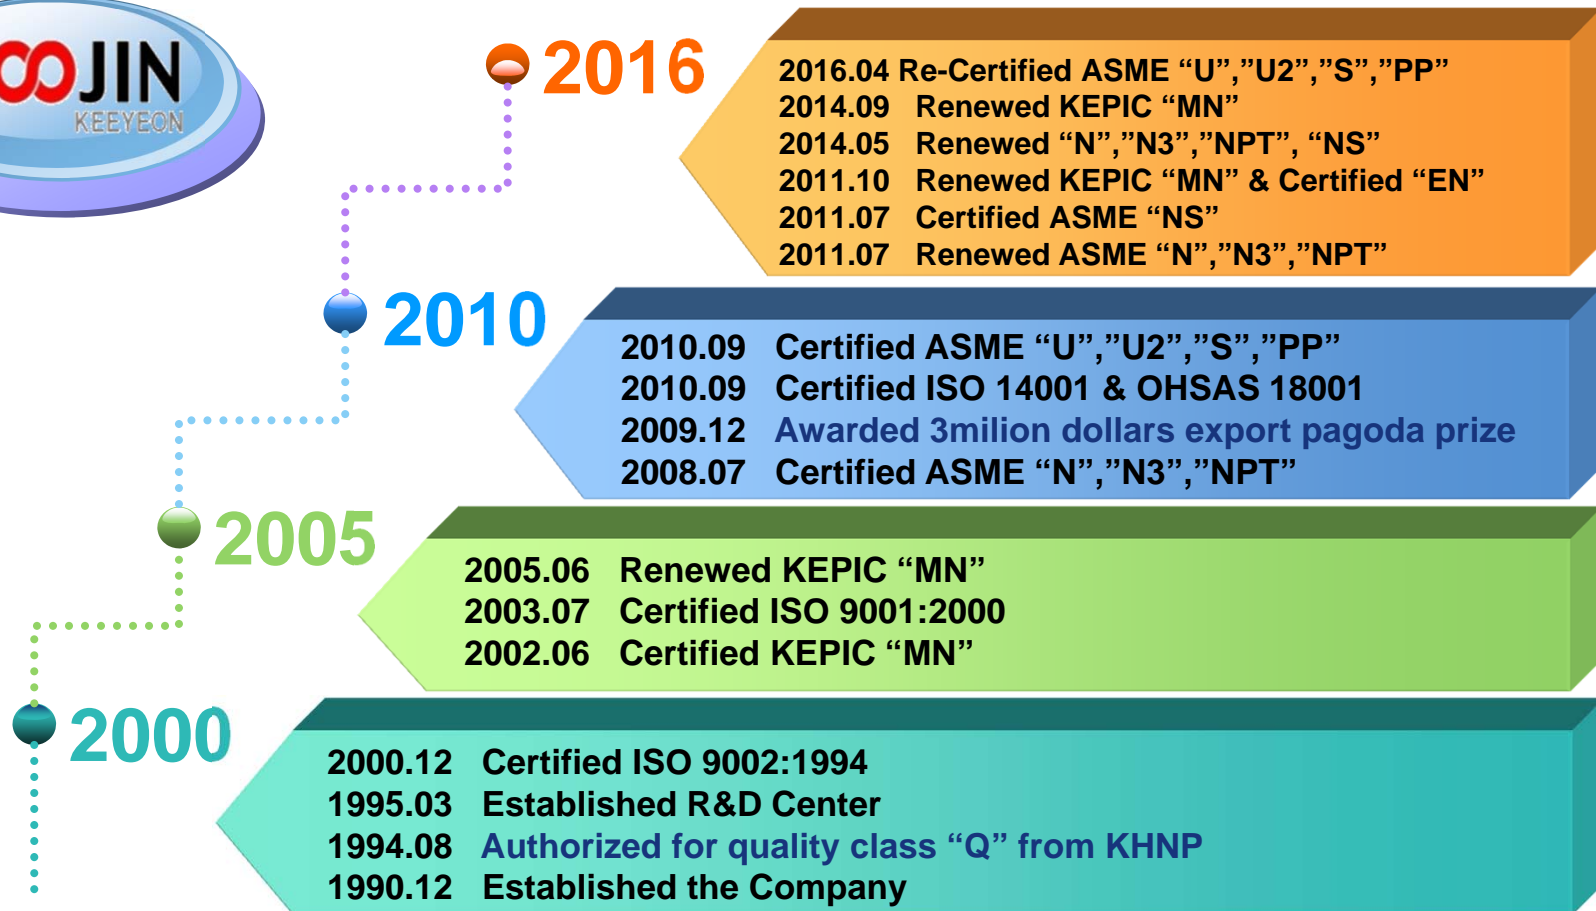 JIN
KEEYEON
2016
2016.04 Re-Certified ASME “U”,”U2”,”S”,”PP”
2014.09 Renewed KEPIC “MN”
2014.05 Renewed “N”,”N3”,”NPT”, “NS”
2011.10 Renewed KEPIC “MN” & Certified “EN”
2011.07 Certified ASME “NS”
2011.07 Renewed ASME “N”,”N3”,”NPT”
2010
2010.09 Certified ASME “U”,”U2”,”S”,”PP”
2010.09 Certified ISO 14001 & OHSAS 18001
2009.12 Awarded 3milion dollars export pagoda prize
2008.07 Certified ASME “N”,”N3”,”NPT”
2005
2005.06 Renewed KEPIC “MN”
2003.07 Certified ISO 9001:2000
2002.06 Certified KEPIC “MN”
2000
2000.12 Certified ISO 9002:1994
1995.03 Established R&D Center
1994.08 Authorized for quality class “Q” from KHNP
1990.12 Established the Company